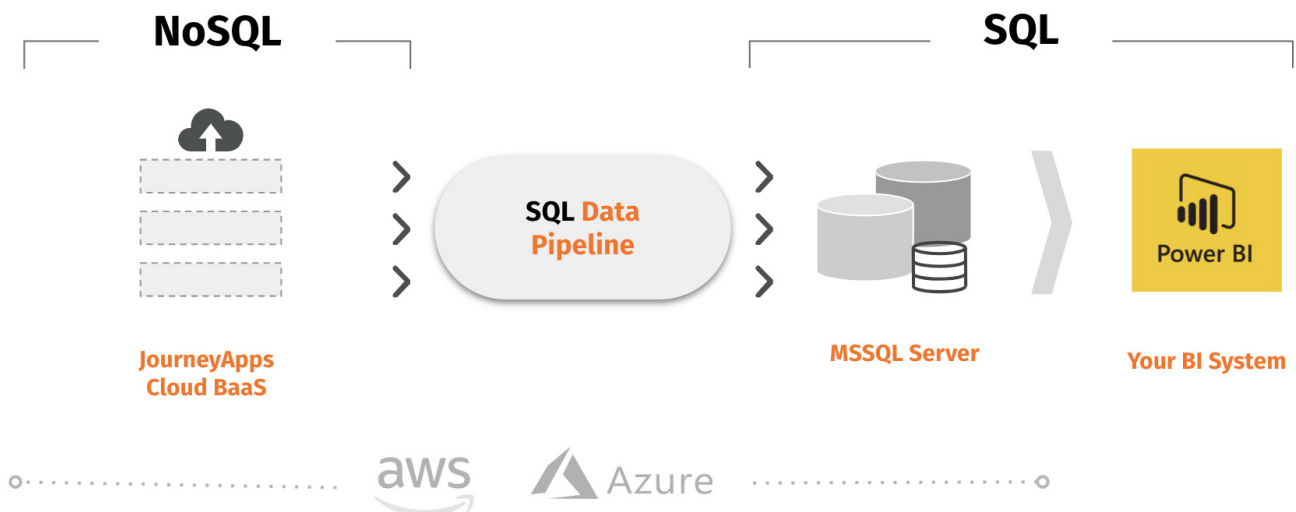 NoSQL
SQL
SQL Data
Pipeline
Power BI
JourneyApps
Cloud BaaS
MSSQL Server
Your BI System
aws
Azure